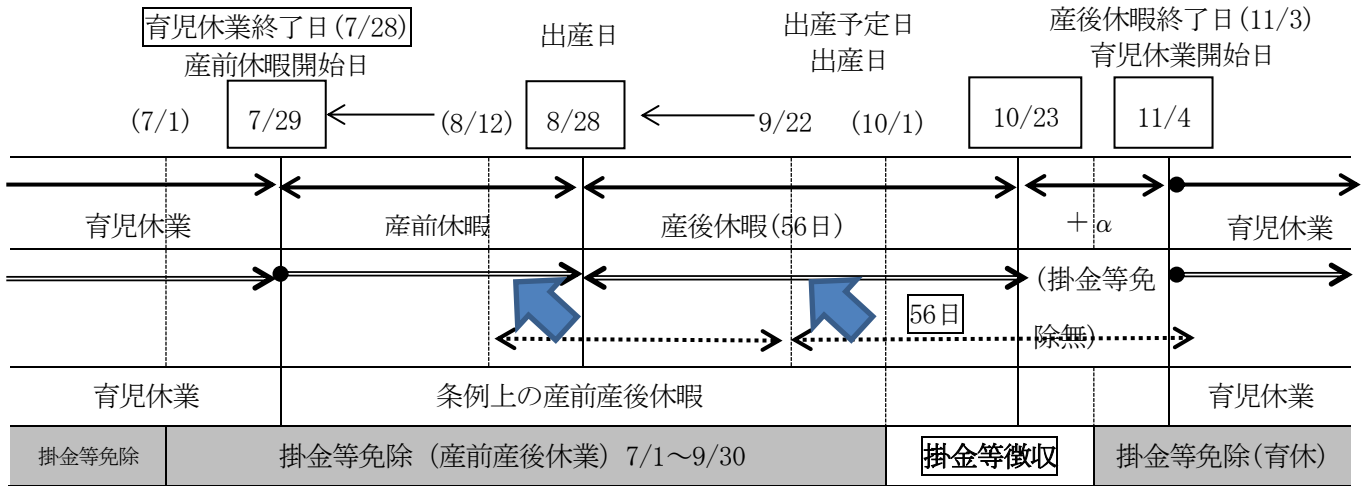 育児休業終了日(7/28)
産前休暇開始日
出産日
出産予定日
出産日
産後休暇終了日(11/3)
育児休業開始日
(7/1)
7/29
(8/12)
8/28
9/22
(10/1)
10/23
11/4
育児休業
産前休暇
産後休暇(56日)
+α
育児休業
(掛金等免
除無)
56日
育児休業
条例上の産前産後休暇
育児休業
掛金等免除
掛金等免除(産前産後休業)7/1~9/30
掛金等徴収
掛金等免除(育休)